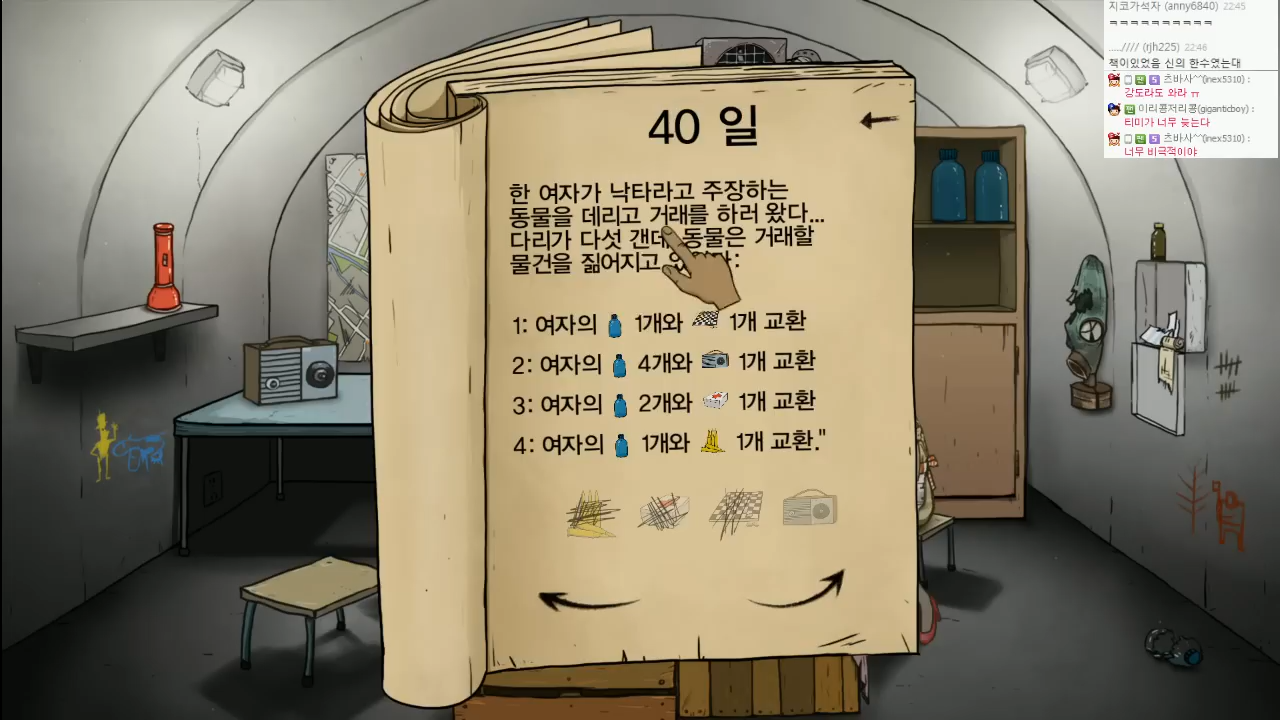 지코가석자 (anny6840) 22:45
ㅋㅋㅋㅋㅋㅋㅋㅋㅋㅋ
.....//// (rjh225) 22:46
책이있었음 신의 한수였는대
츠바사^^(inex5310) :
강도라도 와라 ㅠ
이리콩저리콩(giganticboy) :
티미가 너무 늦는다
츠바사^^(inex5310) :
너무 비극적이야
40 일
한 여자가 낙타라고 주장하는
동물을 데리고 거래를 하러 왔다...
다리가 다섯 갠데 동물은 거래할
물건을 짊어지고
1: 여자의 1개와 1개 교환
2: 여자의 4개와 1개 교환
3: 여자의 2개와 1개 교환
4: 여자의 1개와 1개 교환."